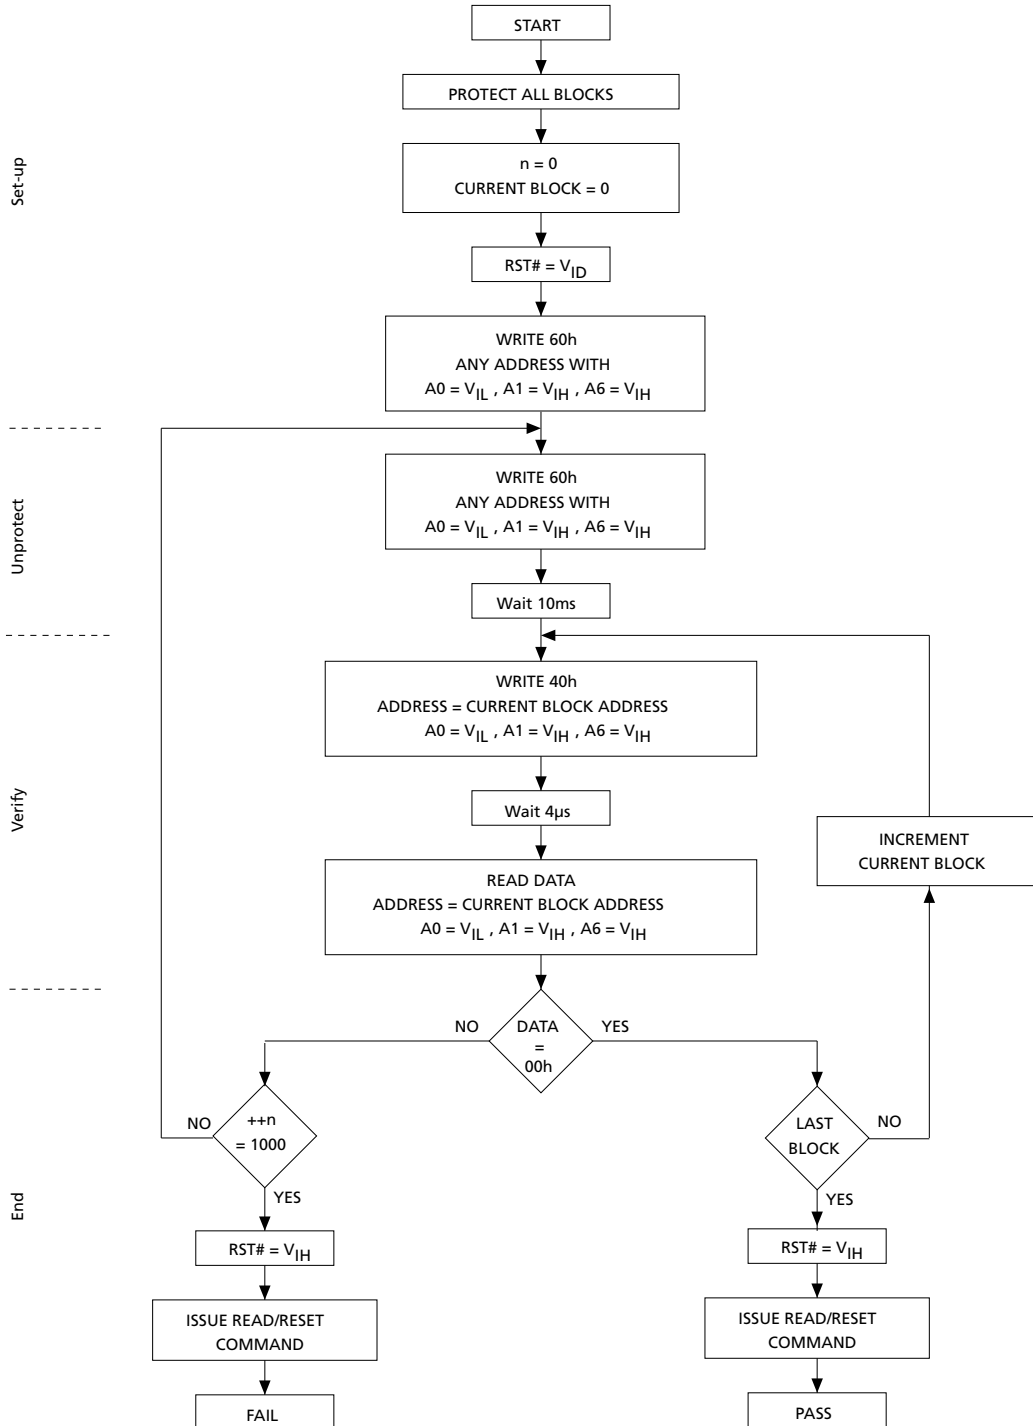 START
PROTECT ALL BLOCKS
Set-up
n = 0
CURRENT BLOCK = 0
RST# = VID
WRITE 60h
ANY ADDRESS WITH
A0 = VIL , A1 = VIH , A6 = VIH
Unprotect
WRITE 60h
ANY ADDRESS WITH
A0 = VIL , A1 = VIH , A6 = VIH
Wait 10ms
Verify
WRITE 40h
ADDRESS = CURRENT BLOCK ADDRESS
A0 = VIL , A1 = VIH , A6 = VIH
Wait 4µs
INCREMENT
CURRENT BLOCK
READ DATA
ADDRESS = CURRENT BLOCK ADDRESS
A0 = VIL , A1 = VIH , A6 = VIH
End
NO
DATA
=
00h
YES
NO
++n
= 1000
LAST
BLOCK
NO
YES
YES
RST# = VIH
RST# = VIH
ISSUE READ/RESET
COMMAND
ISSUE READ/RESET
COMMAND
FAIL
PASS